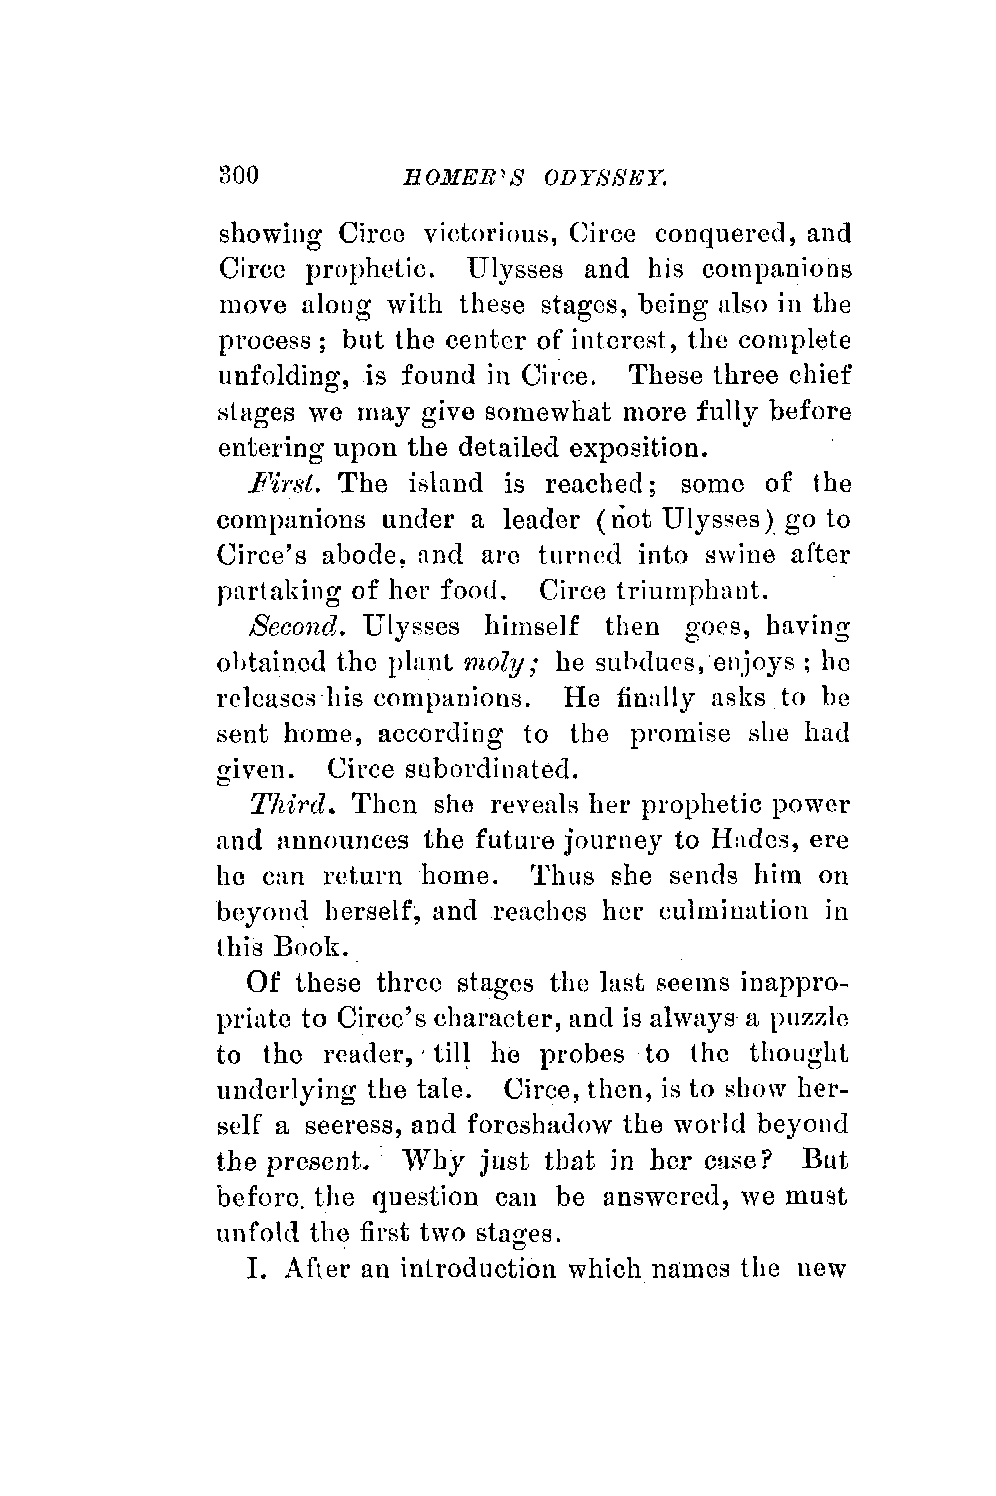 300 HOMER'S ODYSSEY.
showing Circe victorious, Circe conquered, and
Circe prophetic. Ulysses and his companions
move along with these stages, being also in the
process; but the center of interest, the complete
unfolding, is found in Circe. These three chief
stages we may give somewhat more fully before
entering upon the detailed exposition.
First. The island is reached; some of the
companions under a leader (not Ulysses) go to
Circe's abode, and are turned into swine after
partaking of her food. Circe triumphant.
Second. Ulysses himself then goes, having
obtained the plant moly; he subdues, enjoys; he
releases his companions. He finally asks to be
sent home, according to the promise she had
given. Circe subordinated.
Third. Then she reveals her prophetic power
and announces the future journey to Hades, ere
he can return home. Thus she sends him on
beyond herself, and reaches her culmination in
this Book.
Of these three stages the last seems inappro-
priate to Circe's character, and is always a puzzle
to the reader, till he probes to the thought
underlying the tale. Circe, then, is to show her-
self a seeress, and foreshadow the world beyond
the present. Why just that in her case? But
before the question can be answered, we must
unfold the first two stages.
I. After an introduction which names the new